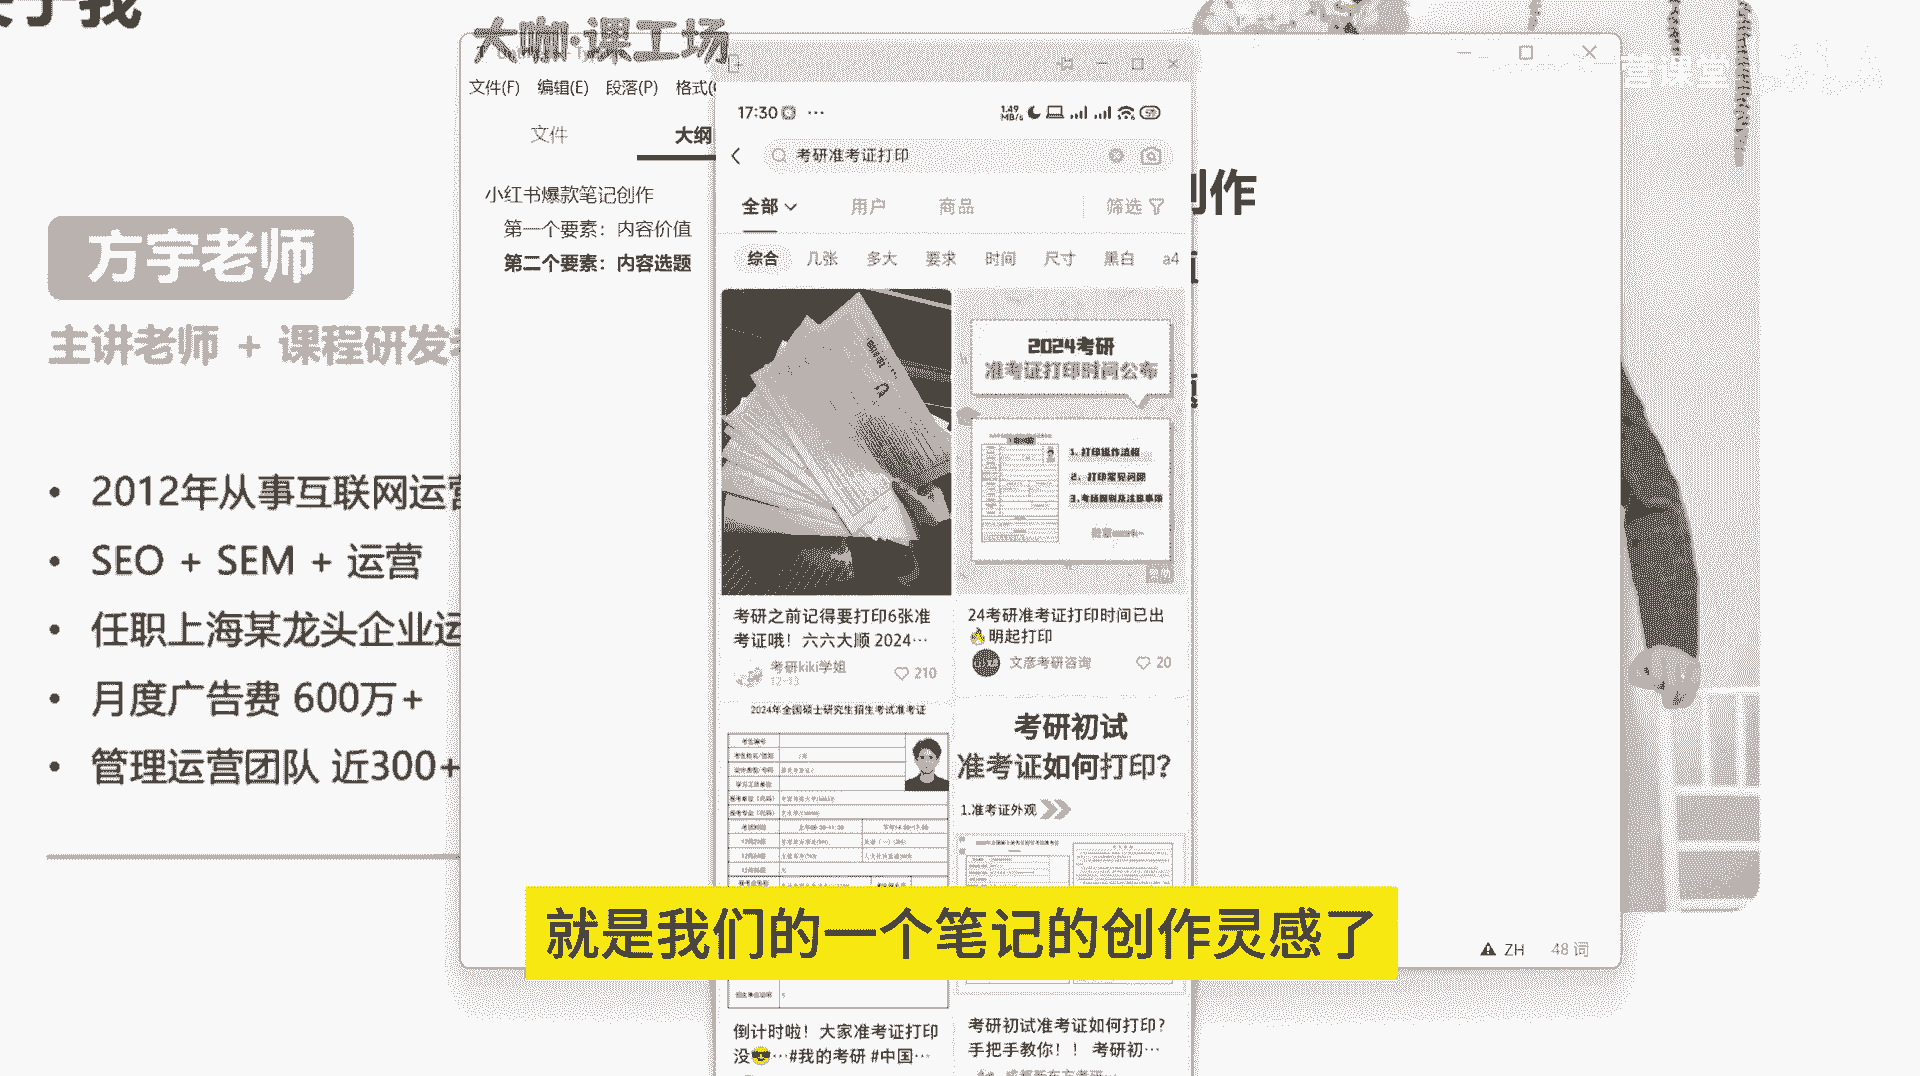 关于我
大咖·课工场
营课堂
文件(F) 编辑(E) 段落(P) 格式(
文件 大纲
小红书爆款笔记创作
第一个要素：内容价值
第二个要素：内容选题
创作
方宇老师
主讲老师 + 课程研发
2012年从事互联网运营
SEO + SEM + 运营
任职上海某龙头企业运
月度广告费 600万+
管理运营团队 近300+
17:30 ···
1.49 MB/s
考研准考证打印
全部 用户 商品 筛选
综合 几张 多大 要求 时间 尺寸 黑白 a4
2024考研
准考证打印时间公布
1. 打印操作流程
2. 打印常见问题
3.考场规则及注意事项
考研之前记得要打印6张准
考证哦！六六大顺 2024…
考研kiki学姐
12-13
210
24考研准考证打印时间已出
🔥明起打印
文彦考研咨询 20
2024年全国硕士研究生招生考试准考证
考研初试
准考证如何打印?
1.准考证外观
就是我们的一个笔记的创作灵感了
倒计时啦！大家准考证打印
没😎…#我的考研 #中国…
考研初试准考证如何打印？
手把手教你！！ 考研初…
ZH 48 词